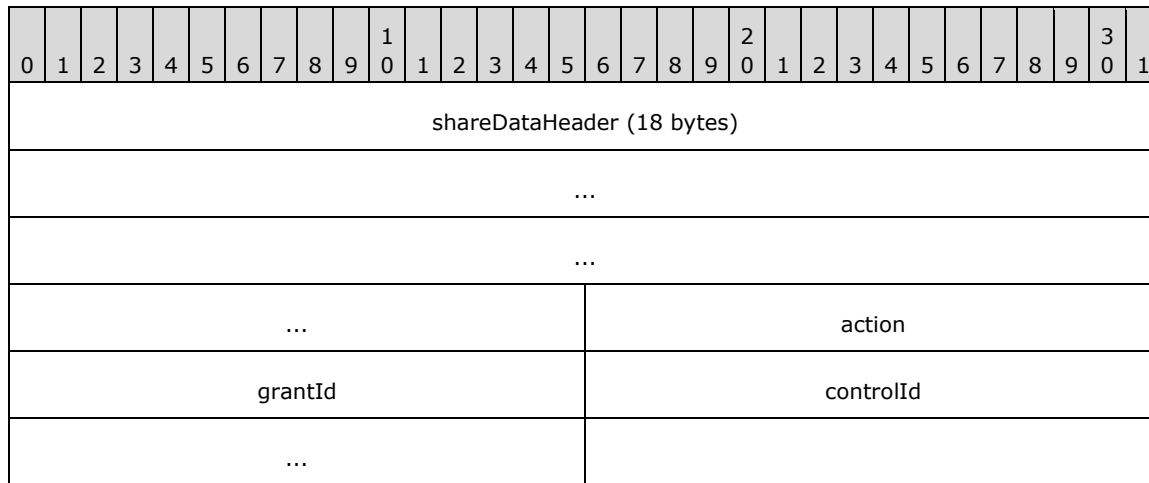 1 2 3
0 1 2 3 4 5 6 7 8 9 0 1 2 3 4 5 6 7 8 9 0 1 2 3 4 5 6 7 8 9 0 1
shareDataHeader (18 bytes)
...
...
... action
grantId controlId
...